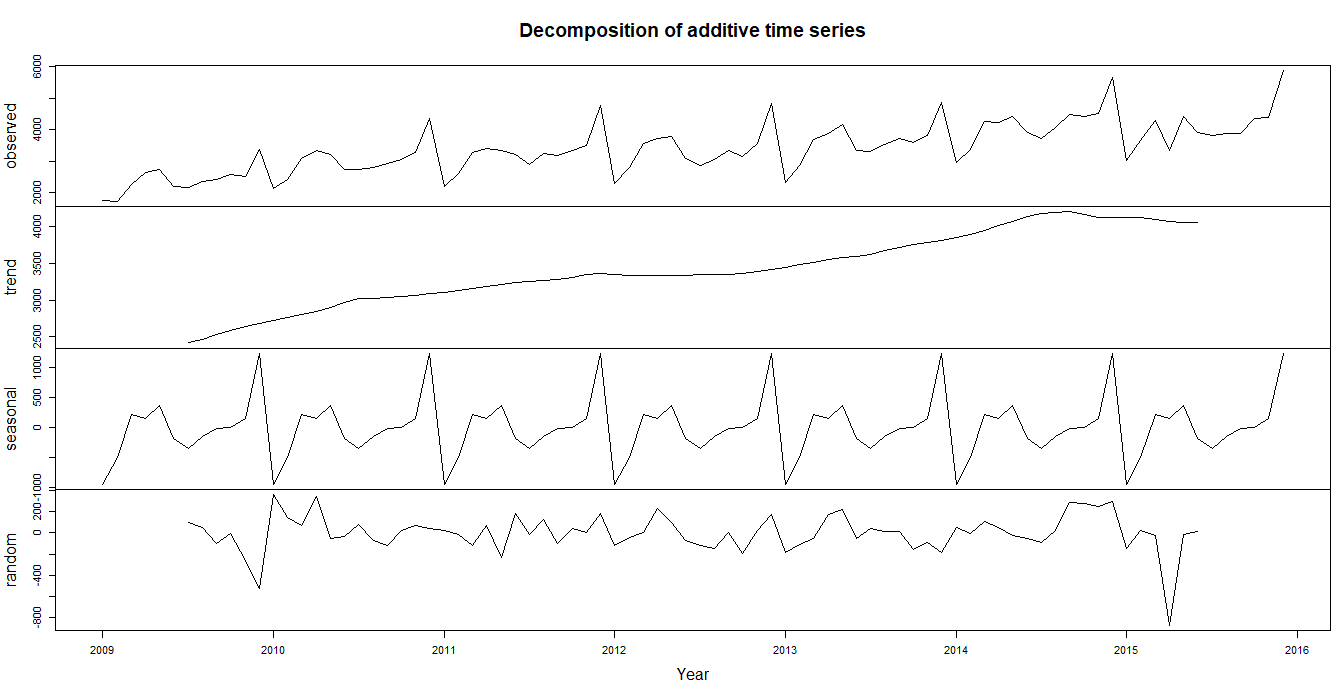 Decomposition of additive time series
observed
2000 4000 6000
trend
2500 3000 3500 4000
seasonal
-1000 0 500 1000
random
-800 -400 0 200
2009 2010 2011 2012 2013 2014 2015 2016
Year